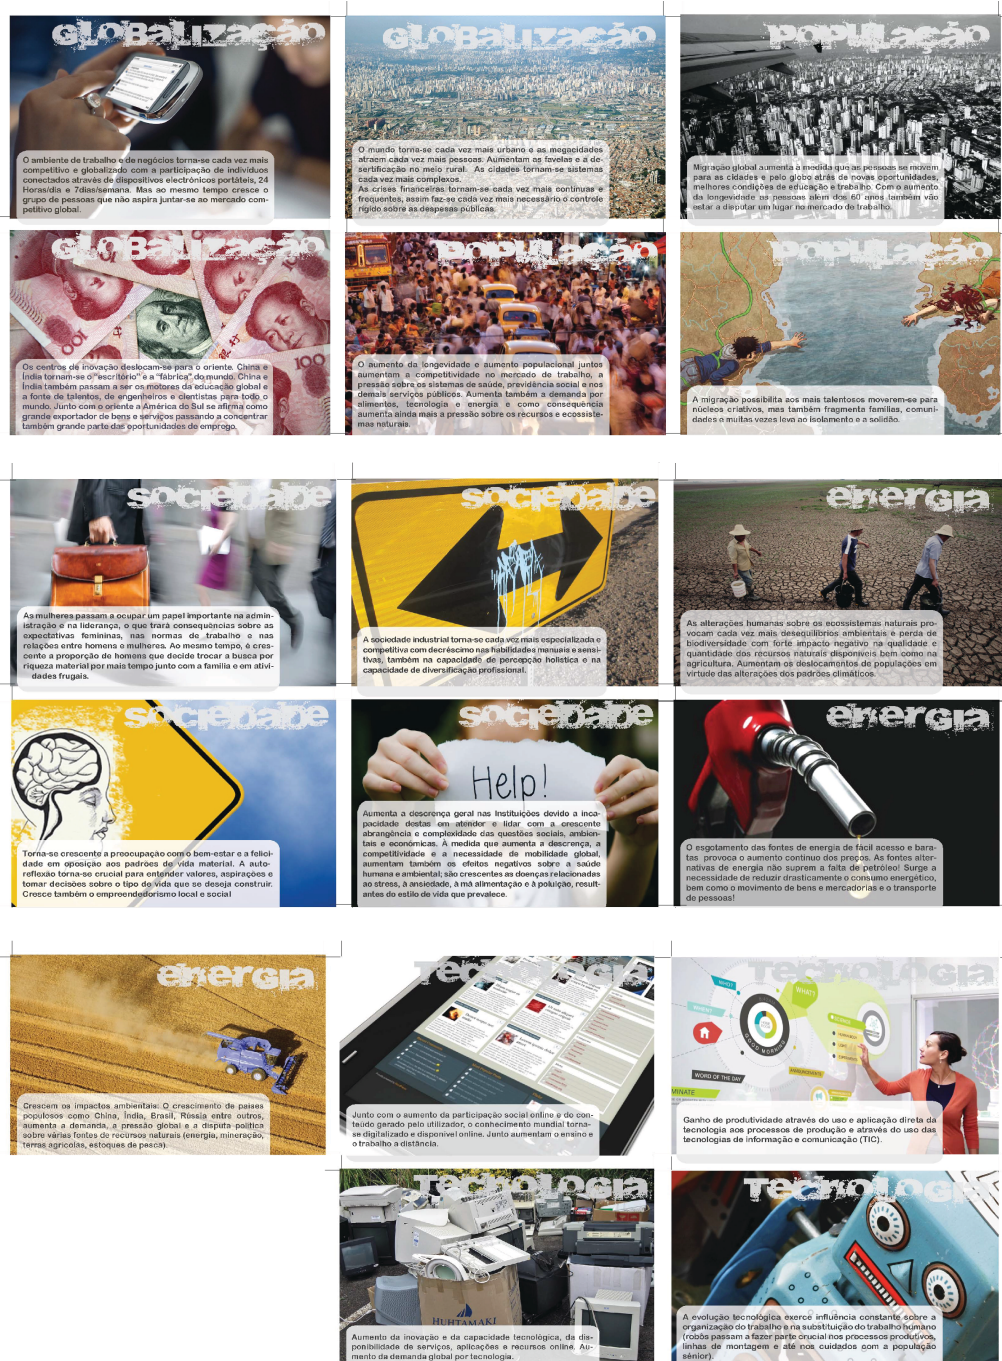 GLOBALIZAÇÃO
O ambiente de trabalho e de negócios torna-se cada vez mais
competitivo e globalizado com a participação de indivíduos
conectados através de dispositivos electrónicos portáteis, 24
Horas/dia e 7dias/semana. Mas ao mesmo tempo cresce o
grupo de pessoas que não aspira juntar-se ao mercado com-
petitivo global.
GLOBALIZAÇÃO
O mundo torna-se cada vez mais urbano e as megacidades
atraem cada vez mais pessoas. Aumentam as favelas e a de-
sertificação no meio rural. As cidades tornam-se sistemas
cada vez mais complexos.
As crises financeiras tornam-se cada vez mais continuas e
frequentes, assim faz-se cada vez mais necessário o controle
rígido sobre as despesas públicas.
POPULAÇÃO
Migração global aumenta à medida que as pessoas se movem
para as cidades e pelo globo atrás de novas oportunidades,
melhores condições de educação e trabalho. Com o aumento
da longevidade as pessoas além dos 60 anos também vão
estar a disputar um lugar no mercado de trabalho.
GLOBALIZAÇÃO
100
100
Os centros de inovação deslocam-se para o oriente. China e
Índia tornam-se o "escritório" e a "fábrica" do mundo. China e
Índia também passam a ser os motores da educação global e
a fonte de talentos, de engenheiros e cientistas para todo o
mundo. Junto com o oriente a América do Sul se afirma como
grande exportador de bens e serviços passando a concentrar
também grande parte das oportunidades de emprego.
POPULAÇÃO
O aumento da longevidade e aumento populacional juntos
aumentam a competitividade no mercado de trabalho, a
pressão sobre os sistemas de saúde, previdência social e nos
demais serviços públicos. Aumenta também a demanda por
alimentos, tecnologia e energia e como consequência
aumenta ainda mais a pressão sobre os recursos e ecossiste-
mas naturais.
POPULAÇÃO
A migração possibilita aos mais talentosos moverem-se para
núcleos criativos, mas também fragmenta famílias, comuni-
dades e muitas vezes leva ao isolamento e a solidão.
SOCIEDADE
As mulheres passam a ocupar um papel importante na admin-
istração e na liderança, o que trará consequências sobre as
expectativas femininas, nas normas de trabalho e nas
relações entre homens e mulheres. Ao mesmo tempo, é cres-
cente a proporção de homens que decide trocar a busca por
riqueza material por mais tempo junto com a familia e em ativi-
dades frugais.
SOCIEDADE
A sociedade industrial torna-se cada vez mais especializada e
competitiva com decréscimo nas habilidades manuais e sensi-
tivas, também na capacidade de percepção holística e na
capacidade de diversificação profissional.
ENERGIA
As alterações humanas sobre os ecossistemas naturais pro-
vocam cada vez mais desequilíbrios ambientais e perda de
biodiversidade com forte impacto negativo na qualidade e
quantidade dos recursos naturais disponíveis bem como na
agricultura. Aumentam os deslocamentos de populações em
virtude das alterações dos padrões climáticos.
SOCIEDADE
Torna-se crescente a preocupação com o bem-estar e a felici-
dade em oposição aos padrões de vida material. A auto-
reflexão torna-se crucial para entender valores, aspirações e
tomar decisões sobre o tipo de vida que se deseja construir.
Cresce também o empreendedorismo local e social
SOCIEDADE
Help!
Aumenta a descrença geral nas Instituições devido a inca-
pacidade destas em atender e lidar com a crescente
abrangência e complexidade das questões sociais, ambien-
tais e económicas. À medida que aumenta a descrença, a
competitividade e a necessidade de mobilidade global,
aumentam também os efeitos negativos sobre a saúde
humana e ambiental; são crescentes as doenças relacionadas
ao stress, à ansiedade, à má alimentação e à poluição, result-
antes do estilo de vida que prevalece.
ENERGIA
O esgotamento das fontes de energia de fácil acesso e bara-
tas provoca o aumento contínuo dos preços. As fontes alter-
nativas de energia não suprem a falta de petróleo! Surge a
necessidade de reduzir drasticamente o consumo energético,
bem como o movimento de bens e mercadorias e o transporte
de pessoas!
ENERGIA
Crescem os impactos ambientais: O crescimento de paises
populosos como China, Índia, Brasil, Rússia entre outros,
aumenta a demanda, a pressão global e a disputa política
sobre várias fontes de recursos naturais (energia, mineração,
terras agrícolas, estoques de pesca).
TECNOLOGIA
Junto com o aumento da participação social online e do con-
teúdo gerado pelo utilizador, o conhecimento mundial torna-
se digitalizado e disponível online. Junto aumentam o ensino e
o trabalho a distância.
TECNOLOGIA
WHO?
WHAT?
WHEN?
GOOD MORNING
WORD OF THE DAY
MINATE
Ganho de produtividade através do uso e aplicação direta da
tecnologia aos processos de produção e através do uso das
tecnologias de informação e comunicação (TIC).
TECNOLOGIA
HUHTAMAKI
Aumento da inovação e da capacidade tecnológica, da dis-
ponibilidade de serviços, aplicações e recursos online. Au-
mento da demanda global por tecnologia.
TECNOLOGIA
A evolução tecnológica exerce influência constante sobre a
organização do trabalho e na substituição do trabalho humano
(robôs passam a fazer parte crucial nos processos produtivos,
linhas de montagem e até nos cuidados com a população
sénior).